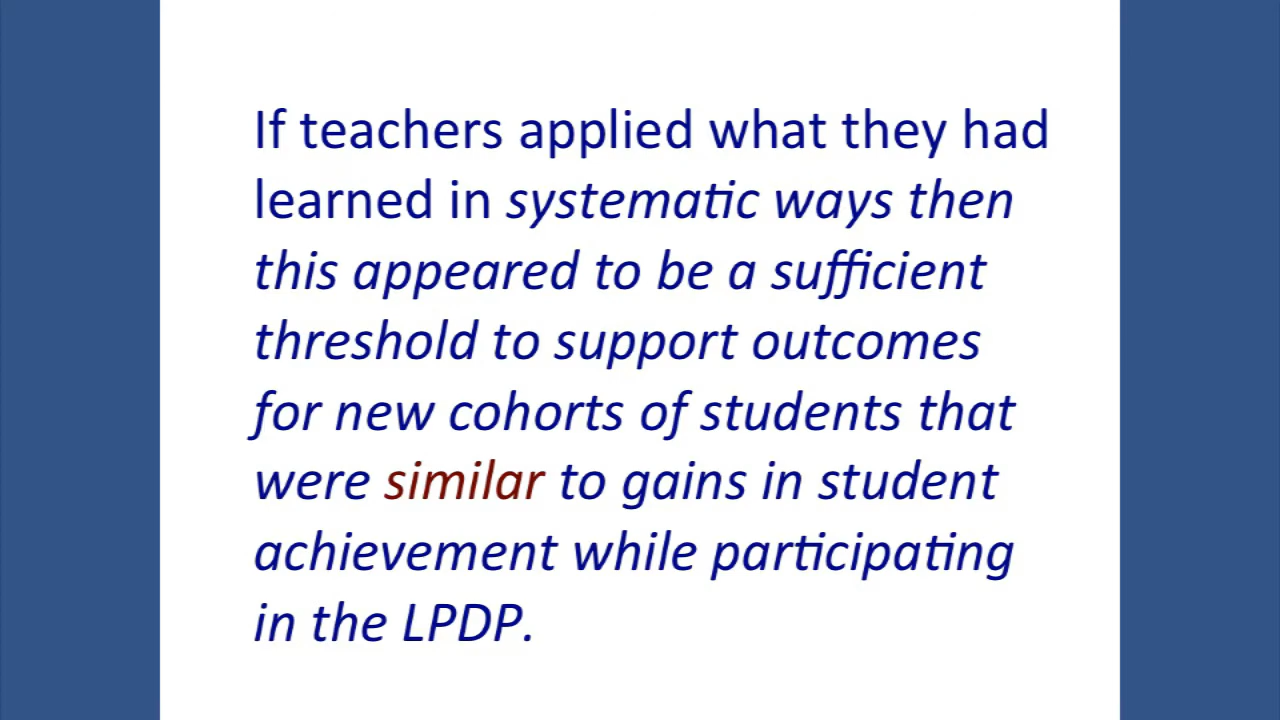 If teachers applied what they had
learned in systematic ways then
this appeared to be a sufficient
threshold to support outcomes
for new cohorts of students that
were similar to gains in student
achievement while participating
in the LPDP.